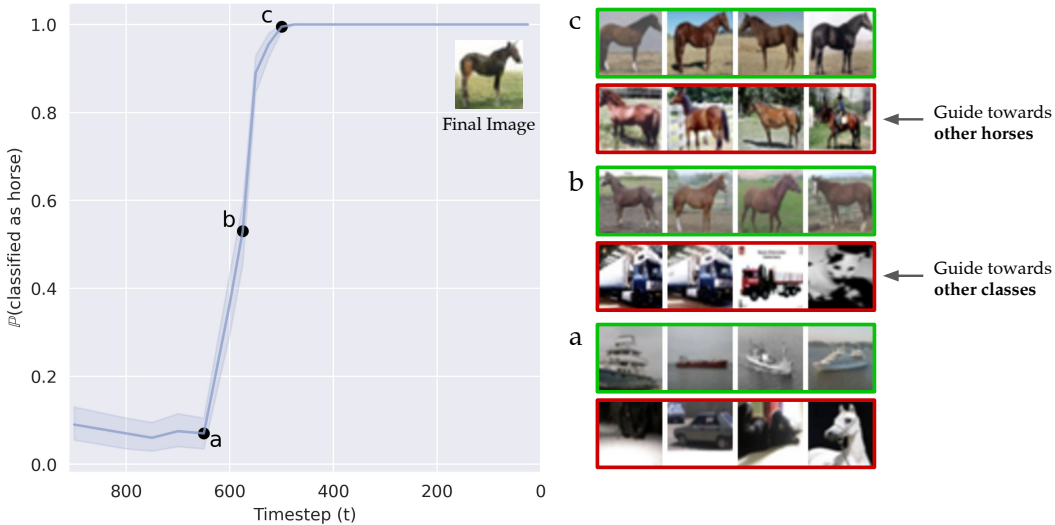 1.0
0.8
0.6
0.4
0.2
0.0
800
600
400
200
0
Timestep (t)
ℙ(classified as horse)
c
b
a
Final Image
c
Guide towards
other horses
b
Guide towards
other classes
a